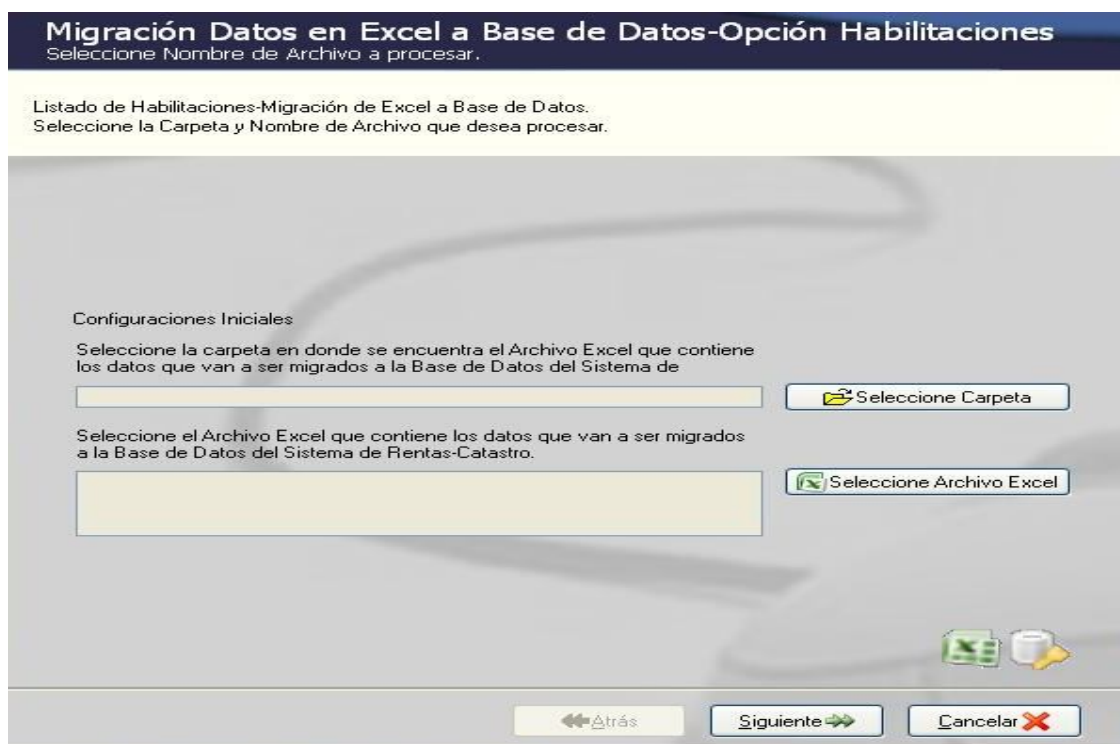 Migración Datos en Excel a Base de Datos-Opción Habilitaciones
Seleccione Nombre de Archivo a procesar.
Listado de Habilitaciones-Migración de Excel a Base de Datos.
Seleccione la Carpeta y Nombre de Archivo que desea procesar.
Configuraciones Iniciales
Seleccione la carpeta en donde se encuentra el Archivo Excel que contiene
los datos que van a ser migrados a la Base de Datos del Sistema de
Seleccione Carpeta
Seleccione el Archivo Excel que contiene los datos que van a ser migrados
a la Base de Datos del Sistema de Rentas-Catastro.
Seleccione Archivo Excel
Atrás Siguiente Cancelar